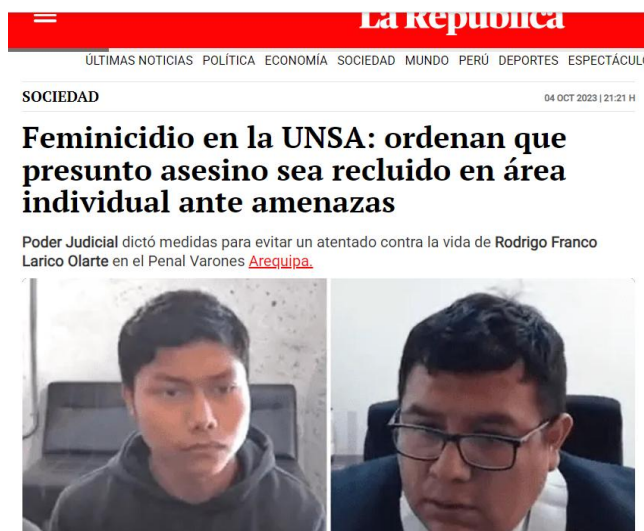 La República
ÚLTIMAS NOTICIAS POLÍTICA ECONOMÍA SOCIEDAD MUNDO PERÚ DEPORTES ESPECTÁCUL
SOCIEDAD
04 OCT 2023 | 21:21 H
Feminicidio en la UNSA: ordenan que
presunto asesino sea recluido en área
individual ante amenazas
Poder Judicial dictó medidas para evitar un atentado contra la vida de Rodrigo Franco
Larico Olarte en el Penal Varones Arequipa.